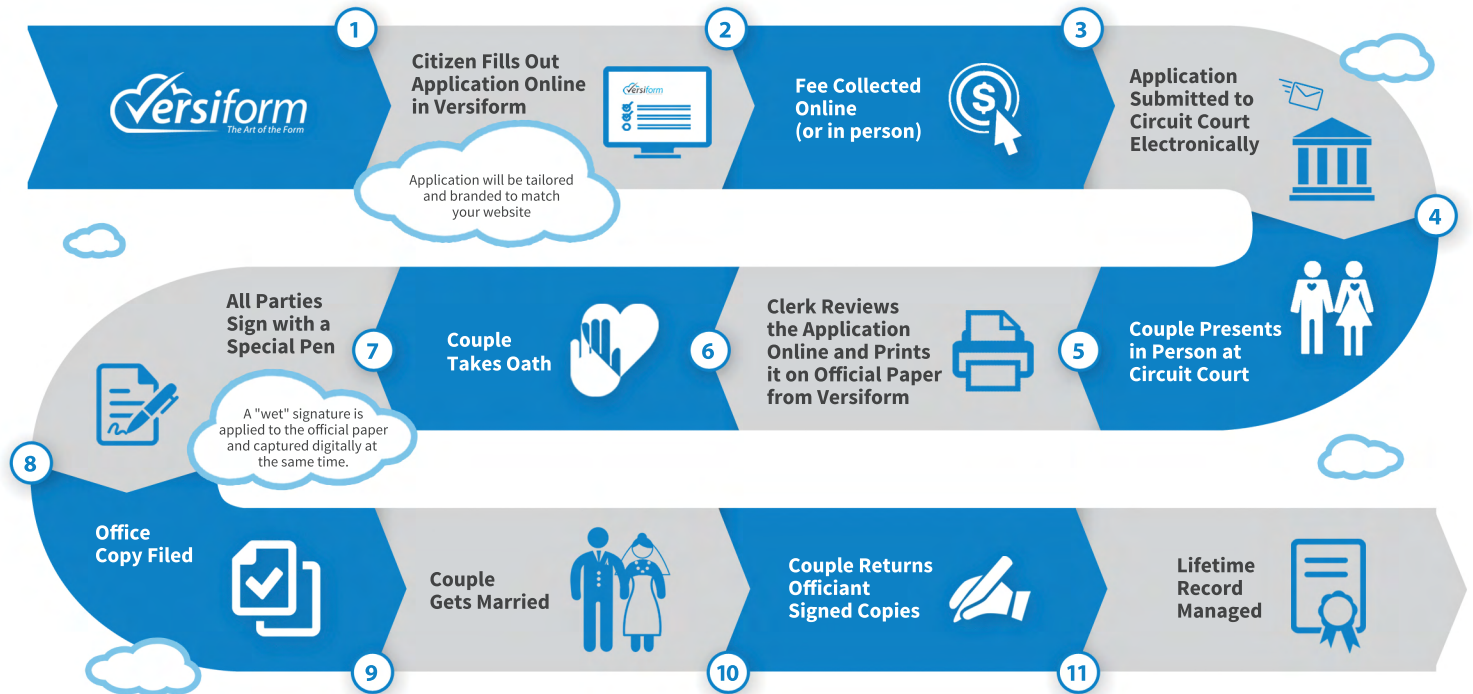 Versiform
The Art of the Form
1
Citizen Fills Out
Application Online
in Versiform
Versiform
Application will be tailored
and branded to match
your website
2
Fee Collected
Online
(or in person)
$
3
Application
Submitted to
Circuit Court
Electronically
4
Couple Presents
in Person at
Circuit Court
5
Clerk Reviews
the Application
Online and Prints
it on Official Paper
from Versiform
6
Couple
Takes Oath
7
All Parties
Sign with a
Special Pen
A "wet" signature is
applied to the official paper
and captured digitally at
the same time.
8
Office
Copy Filed
9
Couple
Gets Married
10
Couple Returns
Officiant
Signed Copies
11
Lifetime
Record
Managed